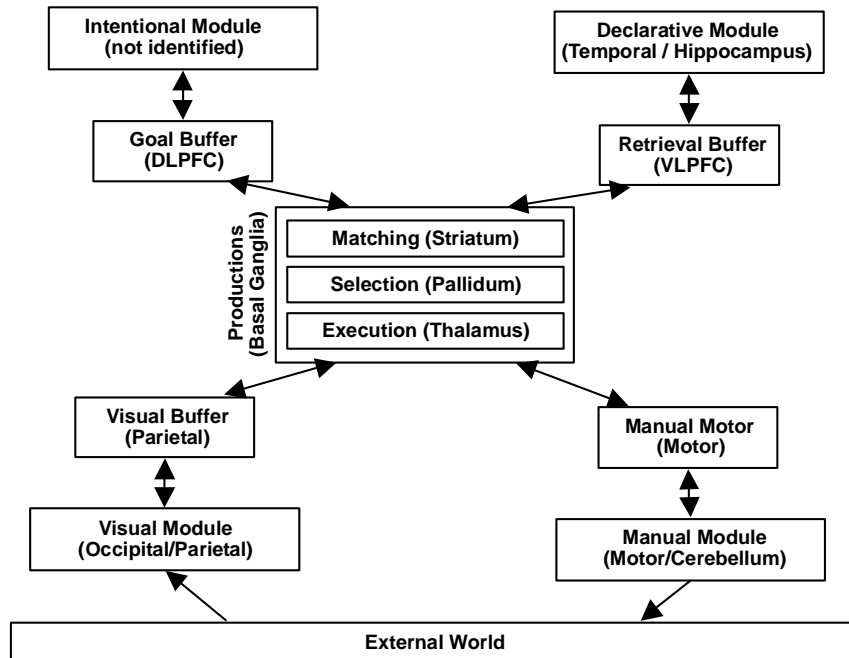 Intentional Module
(not identified)
Declarative Module
(Temporal / Hippocampus)
Goal Buffer
(DLPFC)
Retrieval Buffer
(VLPFC)
Productions
(Basal Ganglia)
Matching (Striatum)
Selection (Pallidum)
Execution (Thalamus)
Visual Buffer
(Parietal)
Manual Motor
(Motor)
Visual Module
(Occipital/Parietal)
Manual Module
(Motor/Cerebellum)
External World